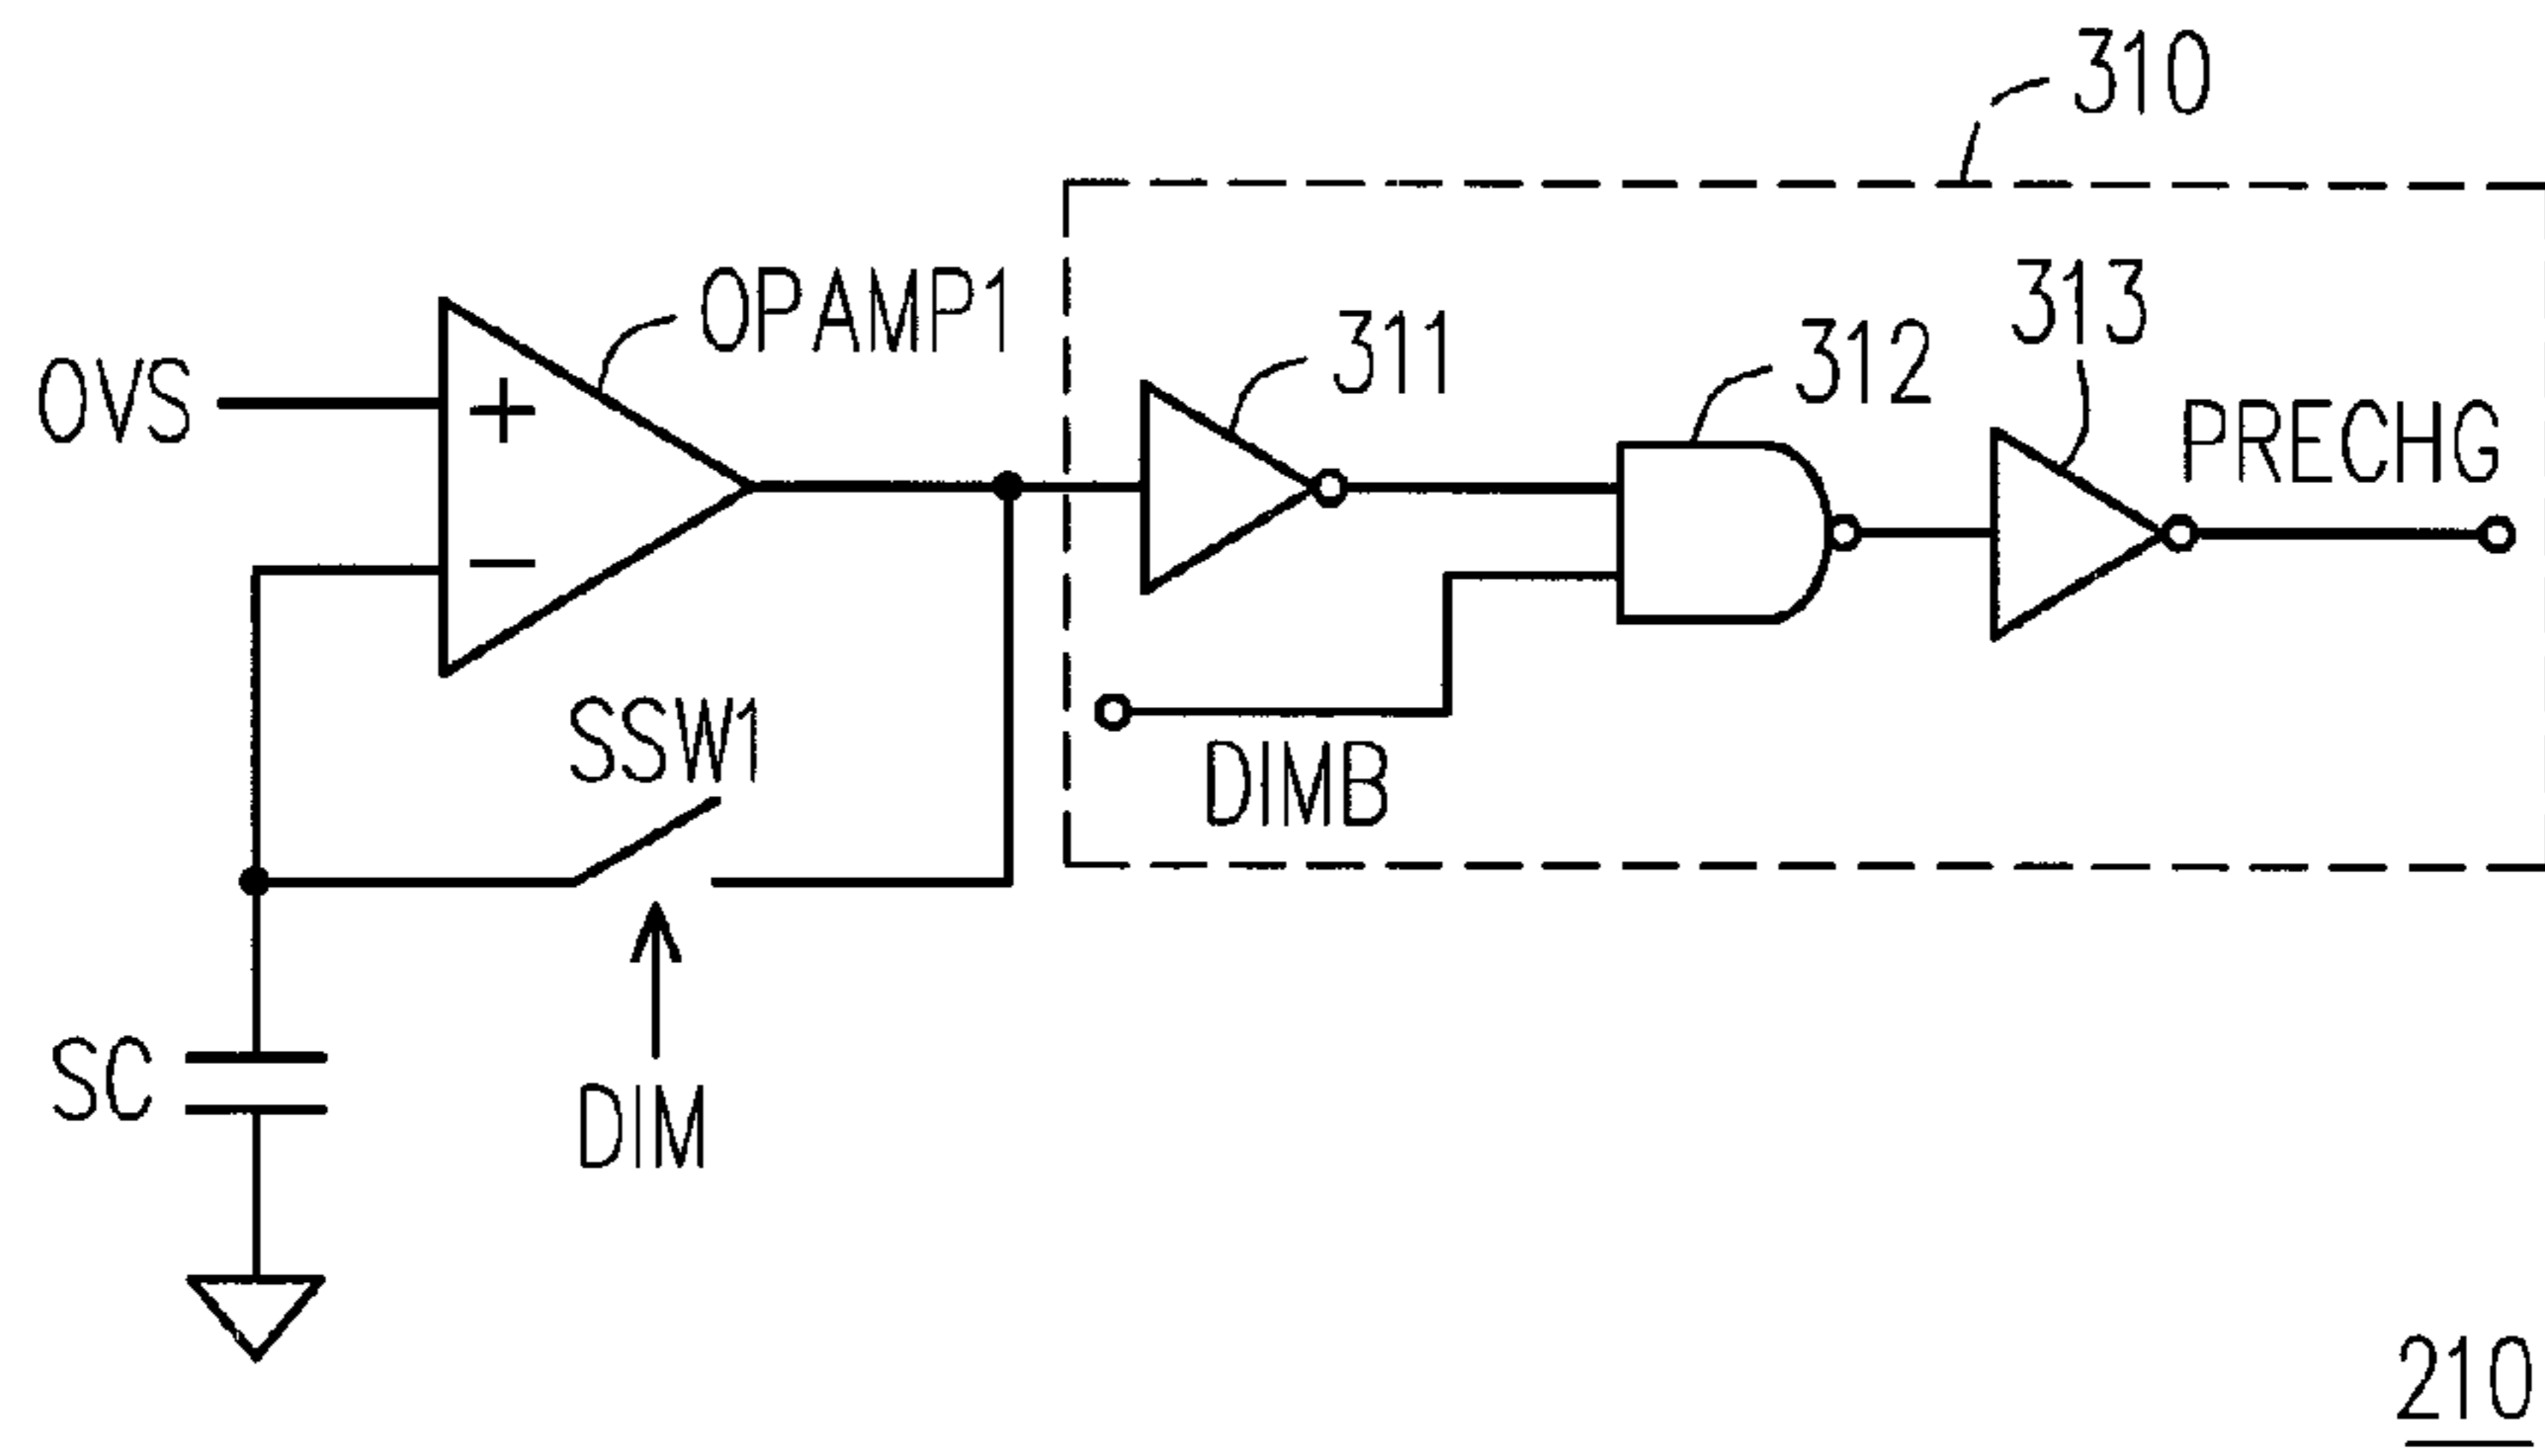 310
OPAMP1
313
311
312
OVS
+
PRECHG
−
SSW1
DIMB
SC
DIM
210